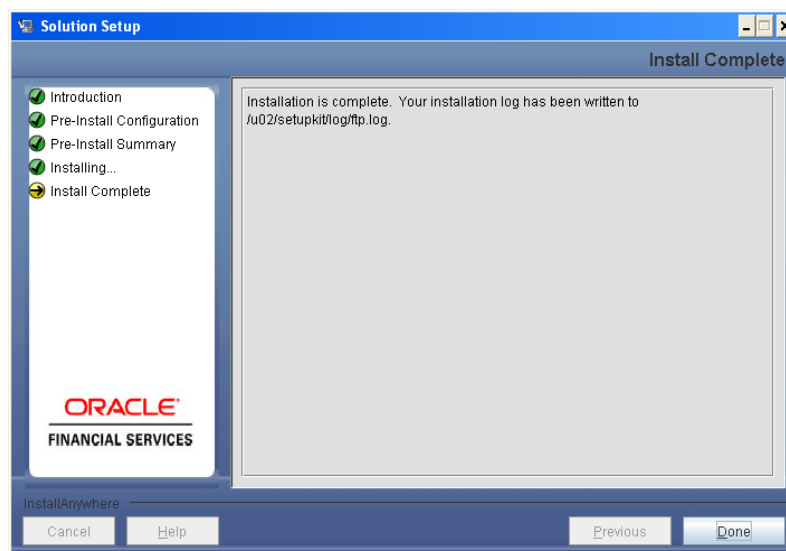 Solution Setup
Install Complete
Introduction
Pre-Install Configuration
Pre-Install Summary
Installing...
Install Complete
Installation is complete. Your installation log has been written to
/u02/setupkit/log/ftp.log.
ORACLE
FINANCIAL SERVICES
InstallAnywhere
Cancel
Help
Previous
Done